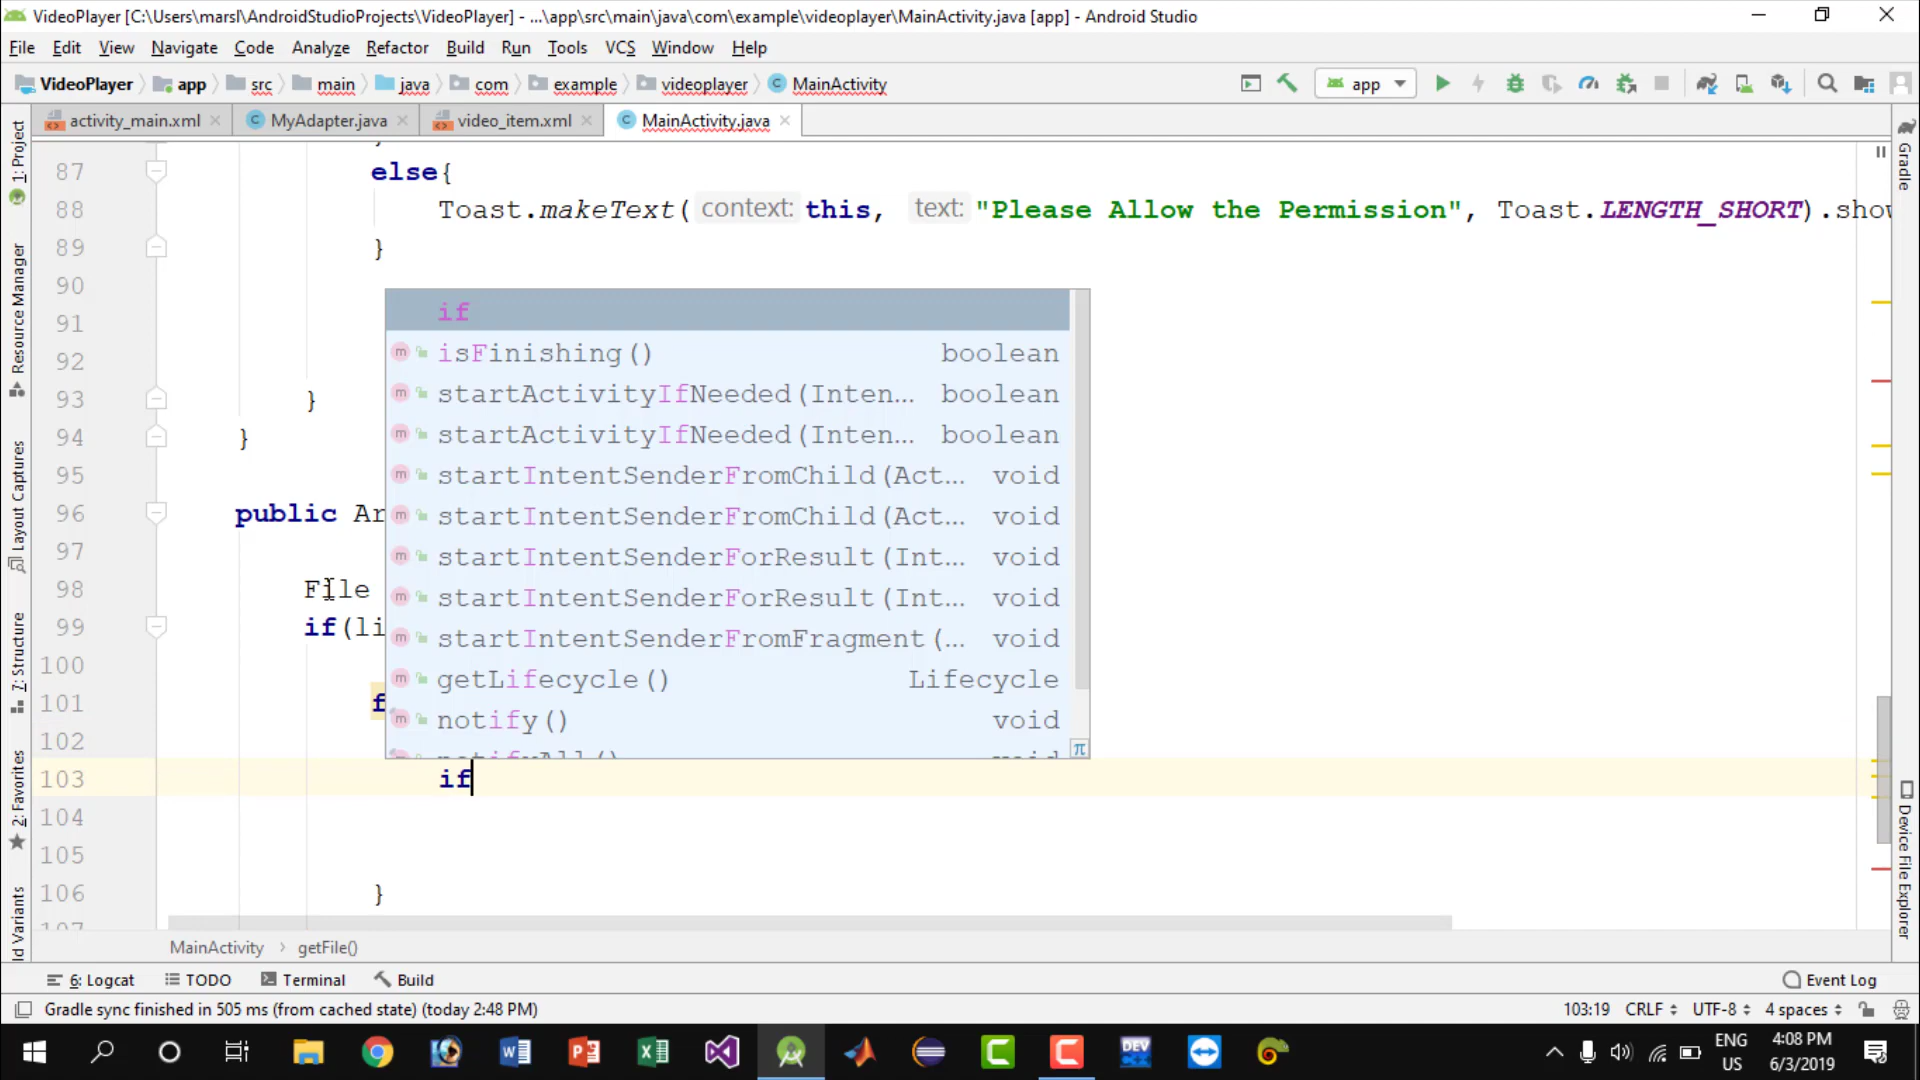 VideoPlayer [C:\Users\marsl\AndroidStudioProjects\VideoPlayer] - ...\app\src\main\java\com\example\videoplayer\MainActivity.java [app] - Android Studio
File Edit View Navigate Code Analyze Refactor Build Run Tools VCS Window Help
VideoPlayer app src main java com example videoplayer MainActivity app
activity_main.xml MyAdapter.java video_item.xml MainActivity.java
1: Project
Resource Manager
Layout Captures
7: Structure
2: Favorites
ld Variants
Gradle
Device File Explorer
87 else{
88 Toast.makeText( context: this, text: "Please Allow the Permission", Toast.LENGTH_SHORT).show
89 }
90
91
92
93 }
94 }
95
96 public Ar
97
98 File
99 if(li
100
101 f
102
103 if
104
105
106 }
107
if
isFinishing() boolean
startActivityIfNeeded(Inten... boolean
startActivityIfNeeded(Inten... boolean
startIntentSenderFromChild(Act... void
startIntentSenderFromChild(Act... void
startIntentSenderForResult(Int... void
startIntentSenderForResult(Int... void
startIntentSenderFromFragment(... void
getLifecycle() Lifecycle
notify() void
notifyAll() void
π
MainActivity > getFile()
6: Logcat TODO Terminal Build Event Log
Gradle sync finished in 505 ms (from cached state) (today 2:48 PM) 103:19 CRLF UTF-8 4 spaces
DEV
ENG
US
4:08 PM
6/3/2019